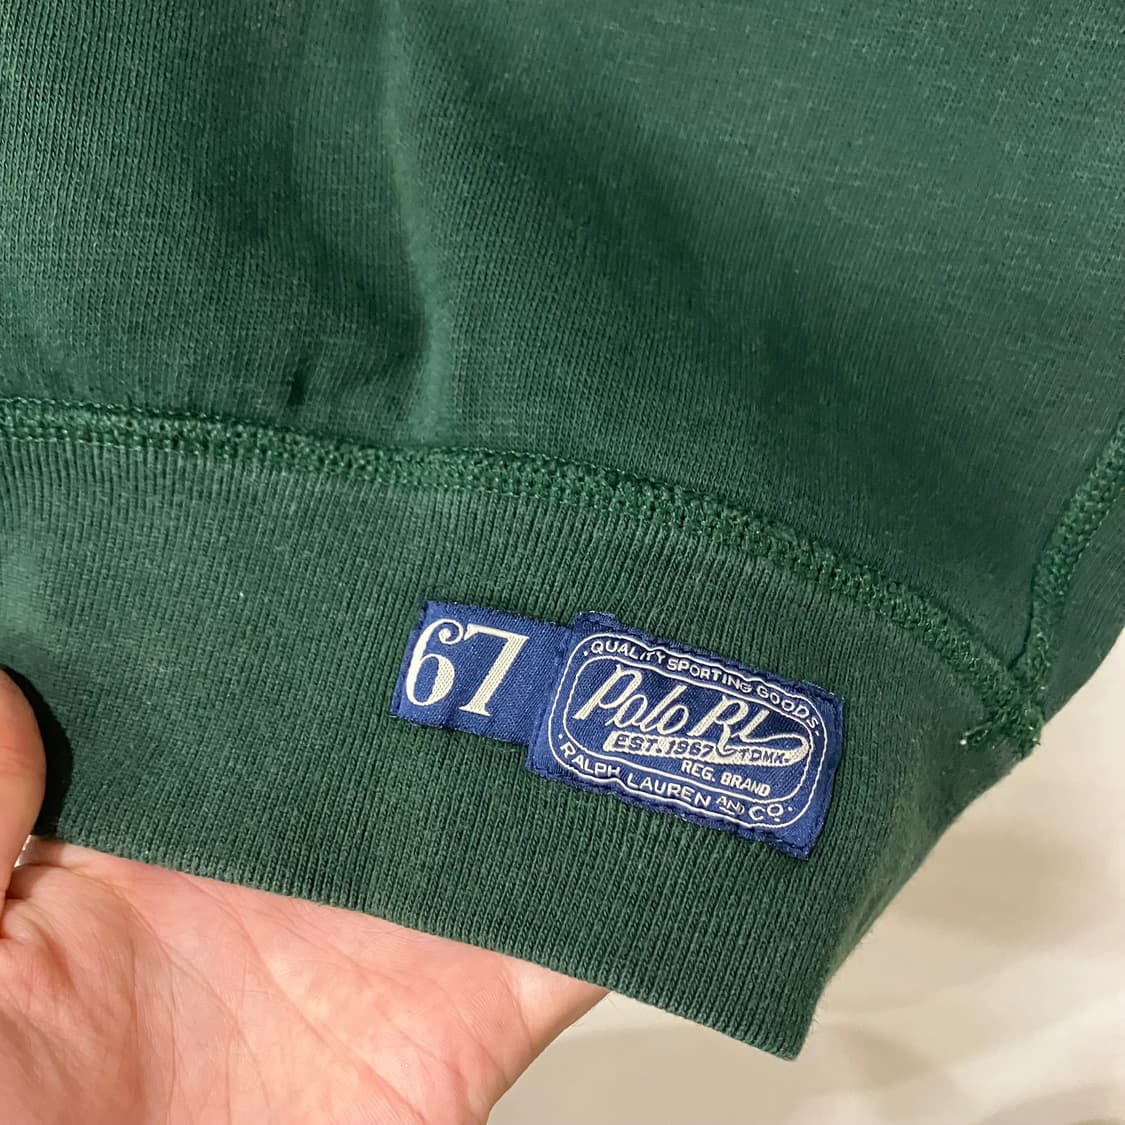 67
QUALITY SPORTING GOODS
Polo RL
EST. 1967 TDMK.
REG. BRAND
RALPH LAUREN AND CO.